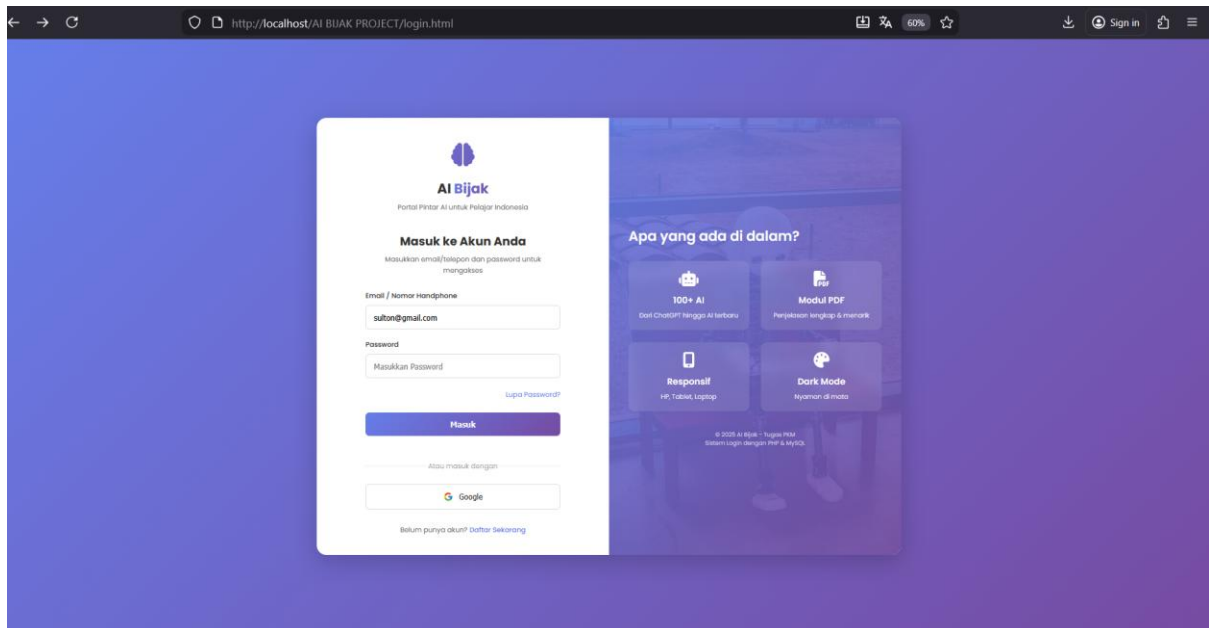 http://localhost/AI BIJAK PROJECT/login.html
60%
Sign in
AI Bijak
Portal Pintar AI untuk Pelajar Indonesia
Masuk ke Akun Anda
Masukkan email/telepon dan password untuk
mengakses
Email / Nomor Handphone
sulton@gmail.com
Password
Masukkan Password
Lupa Password?
Masuk
Atau masuk dengan
Google
Belum punya akun? Daftar Sekarang
Apa yang ada di dalam?
100+ AI
Dari ChatGPT hingga AI terbaru
PDF
Modul PDF
Penjelasan lengkap & menarik
Responsif
HP, Tablet, Laptop
Dark Mode
Nyaman di mata
© 2025 AI Bijak - Tugas PKM
Sistem Login dengan PHP & MySQL